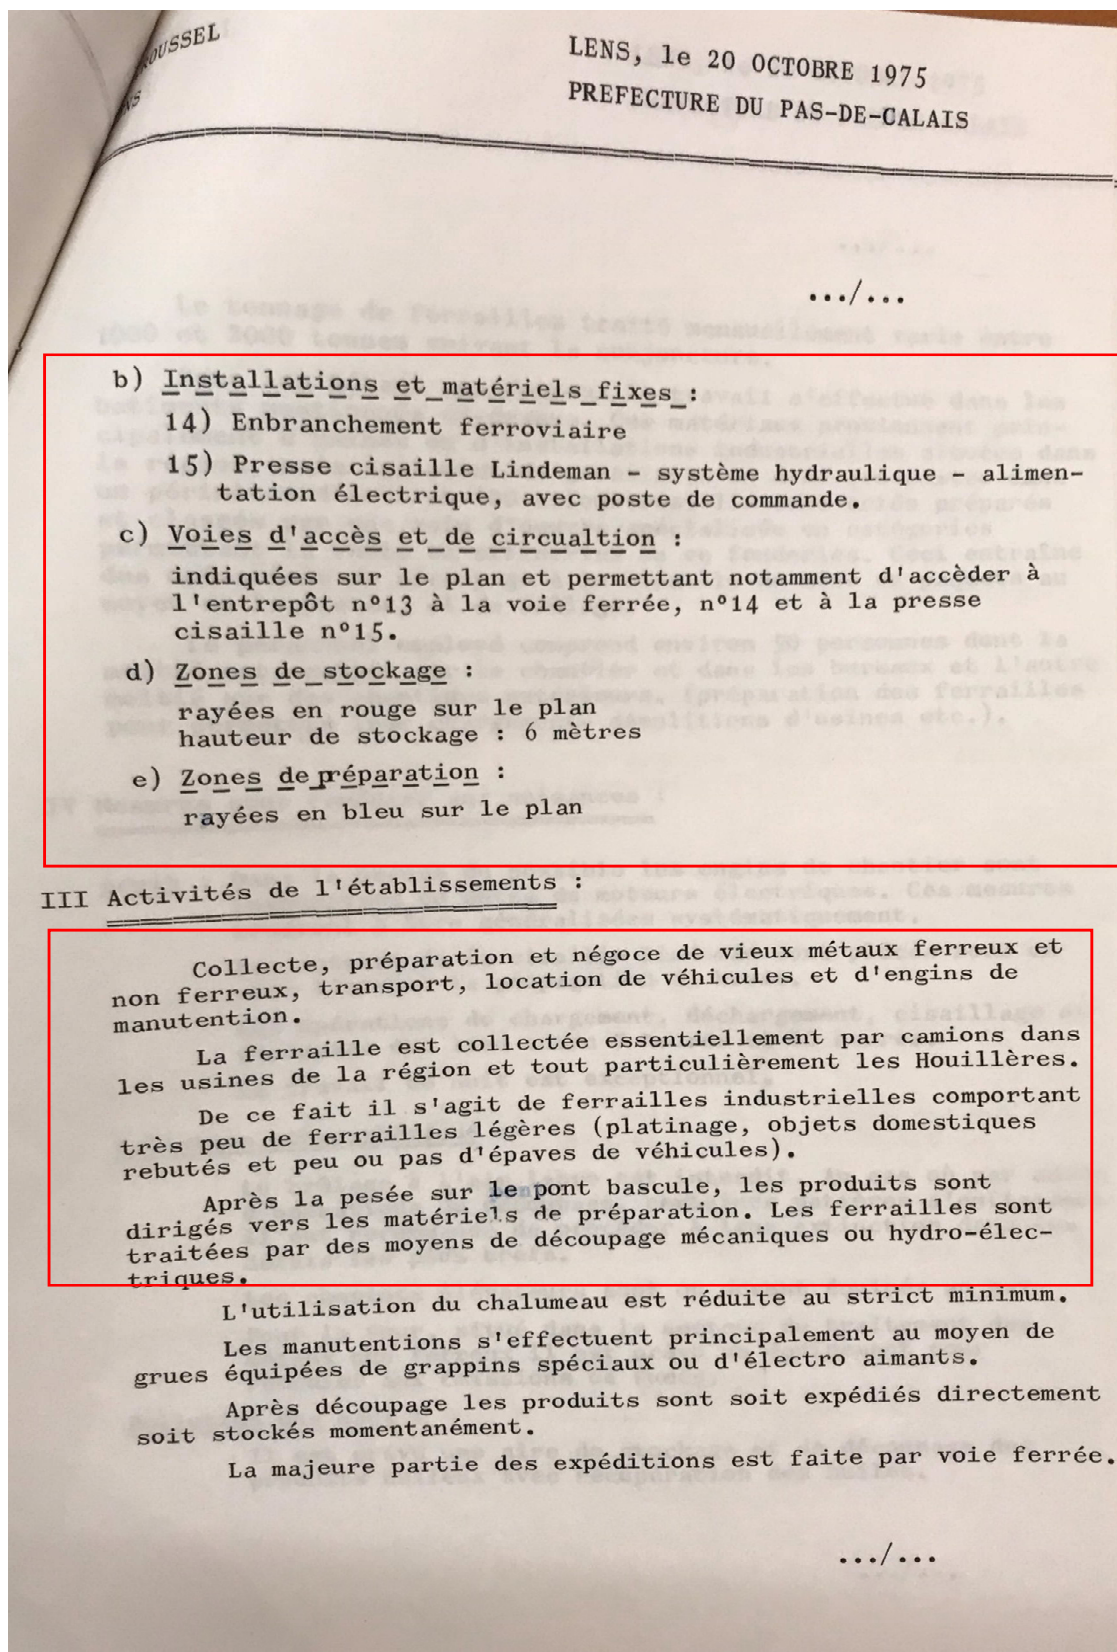 ROUSSEL
NS
LENS, le 20 OCTOBRE 1975
PREFECTURE DU PAS-DE-CALAIS
.../...
b) Installations et matériels fixes :
14) Enbranchement ferroviaire
15) Presse cisaille Lindeman - système hydraulique - alimen-
tation électrique, avec poste de commande.
c) Voies d'accès et de circualtion :
indiquées sur le plan et permettant notamment d'accèder à
l'entrepôt n°13 à la voie ferrée, n°14 et à la presse
cisaille n°15.
d) Zones de stockage :
rayées en rouge sur le plan
hauteur de stockage : 6 mètres
e) Zones de préparation :
rayées en bleu sur le plan
III Activités de l'établissements :
Collecte, préparation et négoce de vieux métaux ferreux et
non ferreux, transport, location de véhicules et d'engins de
manutention.
La ferraille est collectée essentiellement par camions dans
les usines de la région et tout particulièrement les Houillères.
De ce fait il s'agit de ferrailles industrielles comportant
très peu de ferrailles légères (platinage, objets domestiques
rebutés et peu ou pas d'épaves de véhicules).
Après la pesée sur le pont bascule, les produits sont
dirigés vers les matériels de préparation. Les ferrailles sont
traitées par des moyens de découpage mécaniques ou hydro-élec-
triques.
L'utilisation du chalumeau est réduite au strict minimum.
Les manutentions s'effectuent principalement au moyen de
grues équipées de grappins spéciaux ou d'électro aimants.
Après découpage les produits sont soit expédiés directement
soit stockés momentanément.
La majeure partie des expéditions est faite par voie ferrée.
.../...